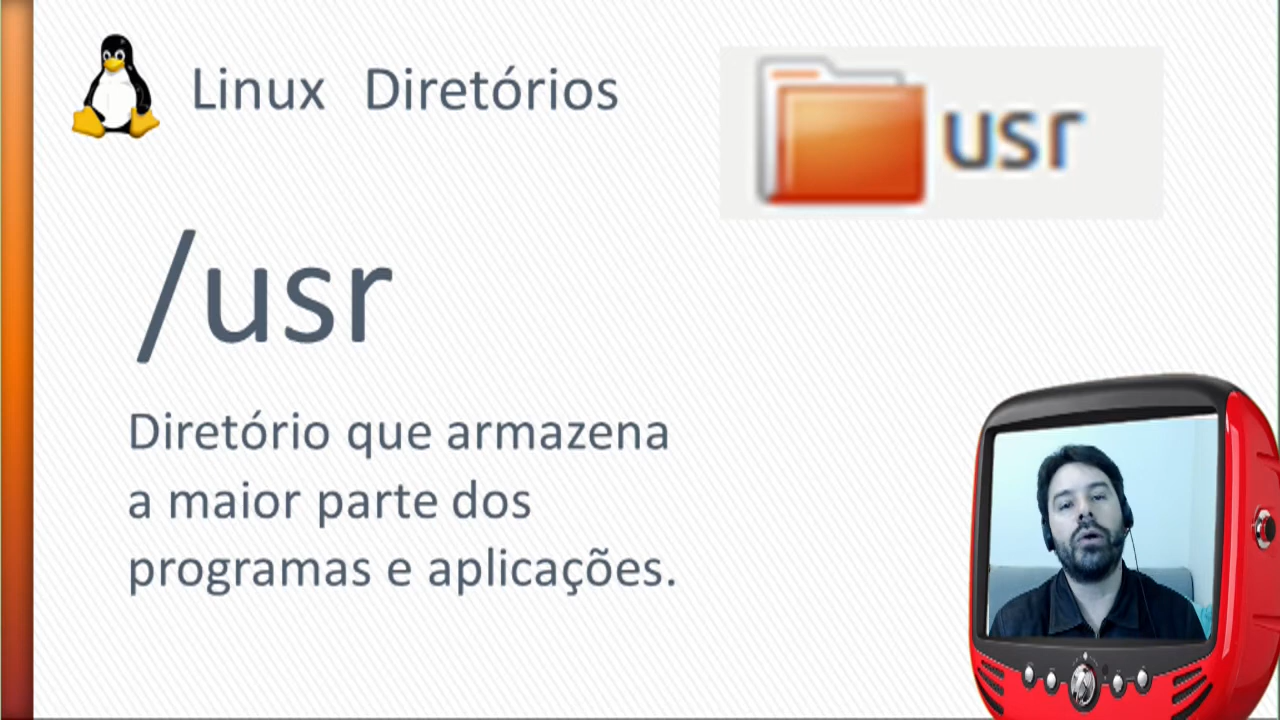 Linux Diretórios
usr
/usr
Diretório que armazena
a maior parte dos
programas e aplicações.